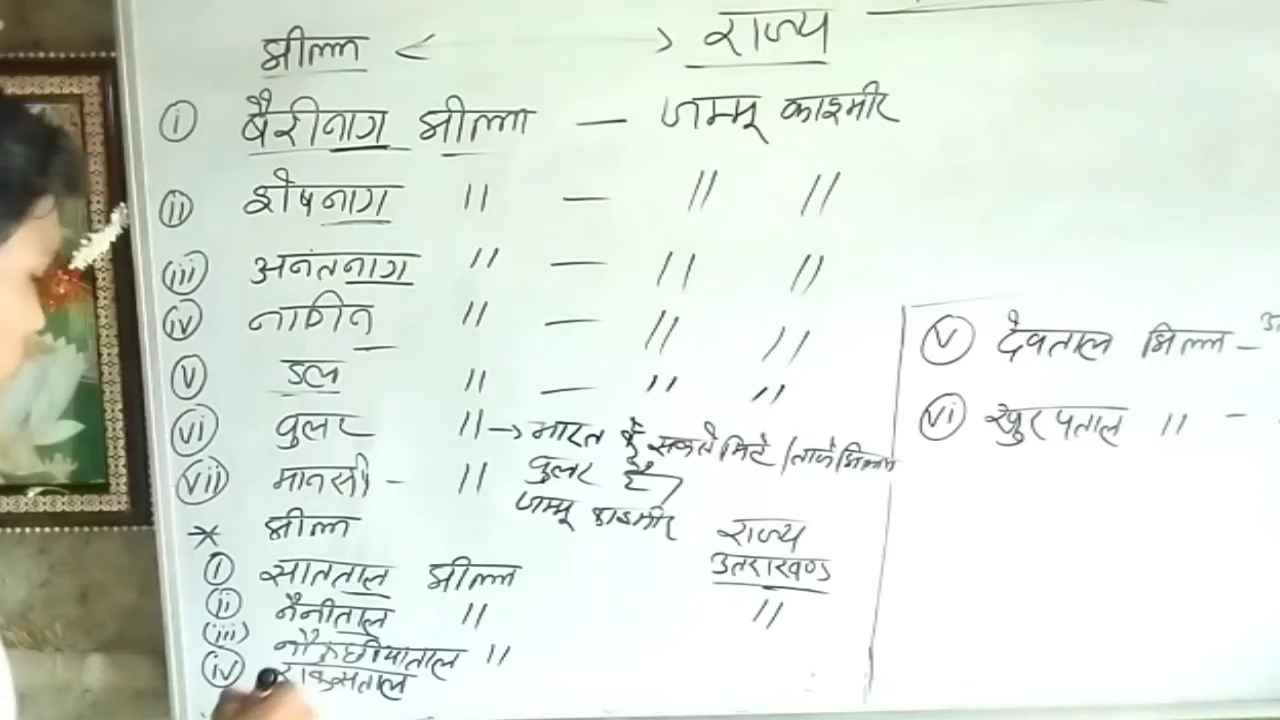 झील राज्य
(i) बैरीनाग झील — जम्मू काश्मीर
(ii) शेषनाग " — " "
(iii) अनंतनाग " — " "
(iv) नागिन " — " "
(v) डल " — " "
(vi) वुलर " → भारत के सबसे मिठे /ताजे झील
वुलर है
जम्मू काश्मीर
(vii) मानसी - "
* झील राज्य
(i) सातताल झील उत्तराखण्ड
(ii) नैनीताल " "
(iii) नौकुछीयाताल "
(iv) राकसताल
(v) देवताल झिल्ल –
(vi) खुरपताल " -